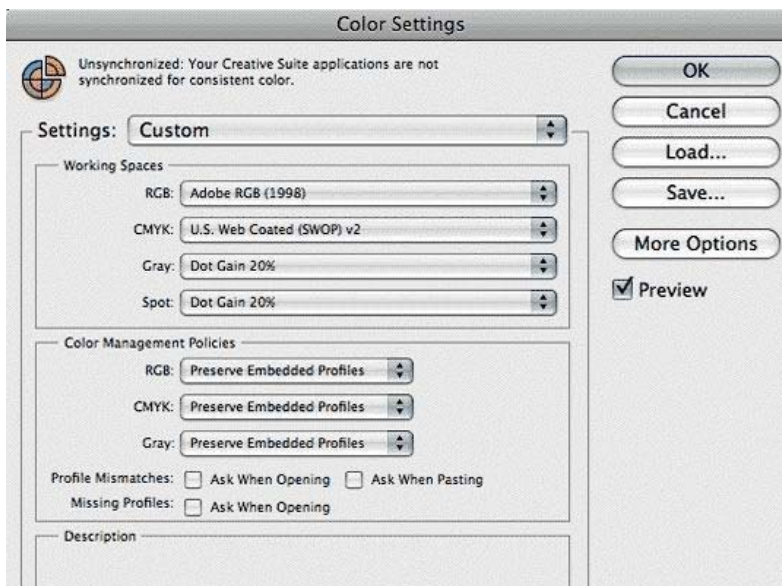 Color Settings
Unsynchronized: Your Creative Suite applications are not
synchronized for consistent color.
OK
Cancel
Load...
Save...
More Options
Preview
Settings: Custom
Working Spaces
RGB: Adobe RGB (1998)
CMYK: U.S. Web Coated (SWOP) v2
Gray: Dot Gain 20%
Spot: Dot Gain 20%
Color Management Policies
RGB: Preserve Embedded Profiles
CMYK: Preserve Embedded Profiles
Gray: Preserve Embedded Profiles
Profile Mismatches: Ask When Opening Ask When Pasting
Missing Profiles: Ask When Opening
Description